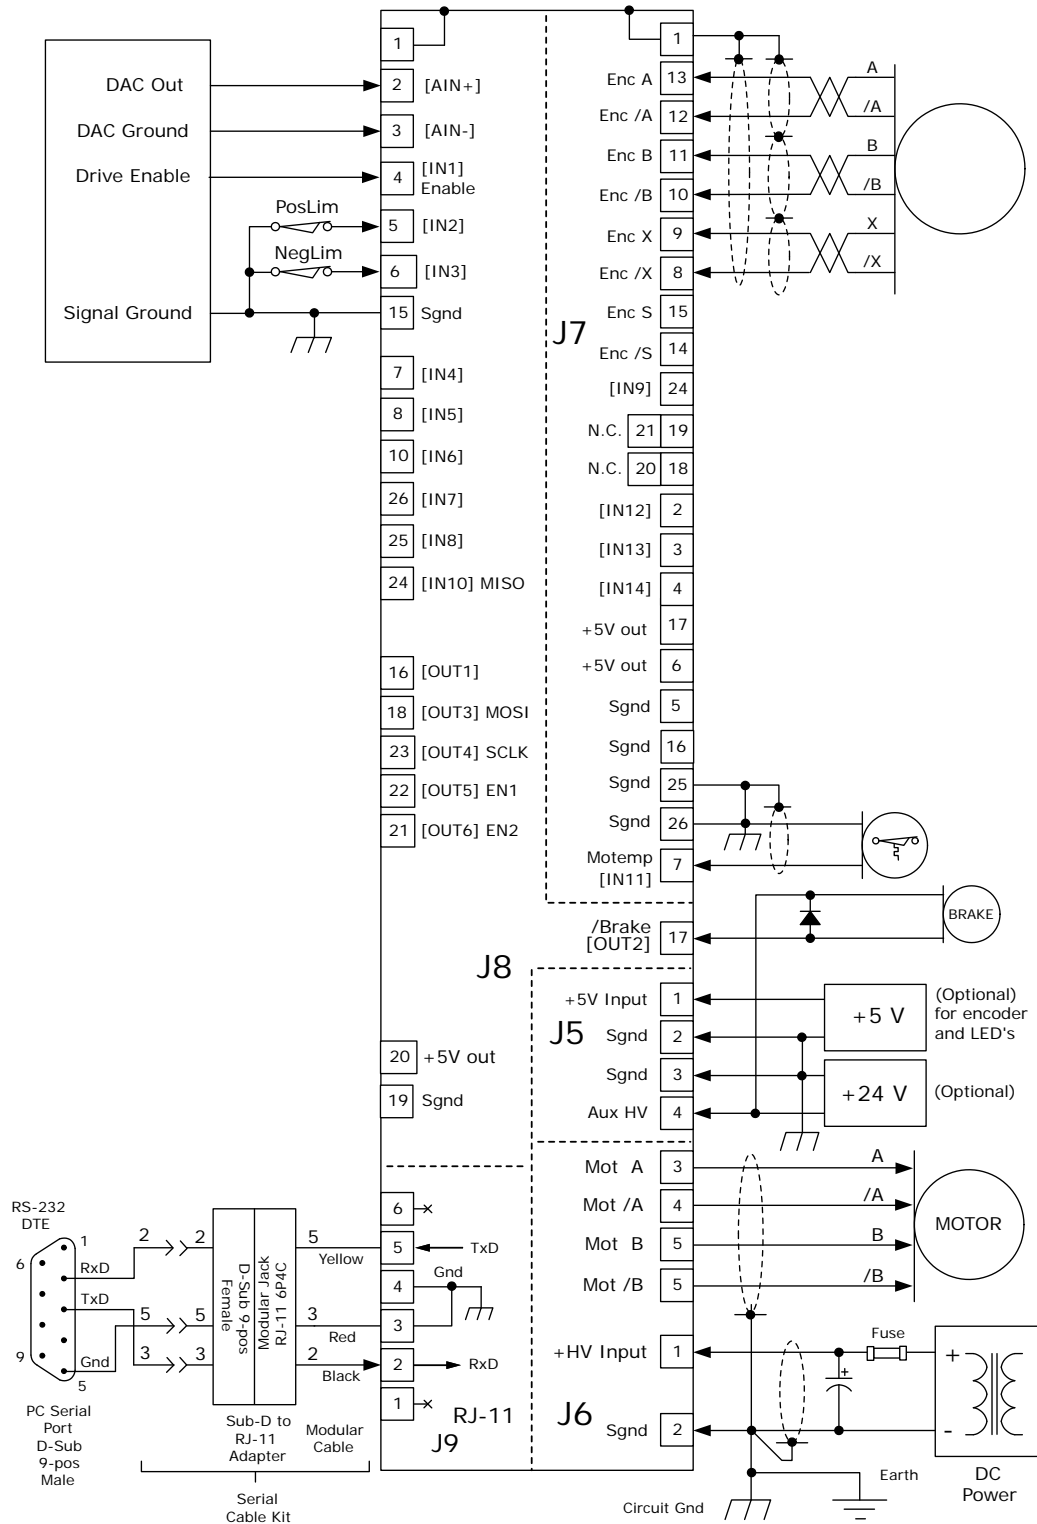 1
DAC Out
2
[AIN+]
DAC Ground
3
[AIN-]
Drive Enable
4
[IN1]
Enable
PosLim
5
[IN2]
NegLim
6
[IN3]
Signal Ground
15
Sgnd
7
[IN4]
8
[IN5]
10
[IN6]
26
[IN7]
25
[IN8]
24
[IN10] MISO
16
[OUT1]
18
[OUT3] MOSI
23
[OUT4] SCLK
22
[OUT5] EN1
21
[OUT6] EN2
J8
20
+5V out
19
Sgnd
J7
1
Enc A
13
A
Enc /A
12
/A
Enc B
11
B
Enc /B
10
/B
Enc X
9
X
Enc /X
8
/X
Enc S
15
Enc /S
14
[IN9]
24
N.C.
21
19
N.C.
20
18
[IN12]
2
[IN13]
3
[IN14]
4
+5V out
17
+5V out
6
Sgnd
5
Sgnd
16
Sgnd
25
Sgnd
26
Motemp
[IN11]
7
/Brake
[OUT2]
17
BRAKE
J5
+5V Input
1
+5 V
(Optional)
for encoder
and LED's
Sgnd
2
Sgnd
3
+24 V
(Optional)
Aux HV
4
Mot A
3
A
Mot /A
4
/A
MOTOR
Mot B
5
B
Mot /B
5
/B
J6
+HV Input
1
Fuse
+
+
-
Sgnd
2
DC
Power
Earth
Circuit Gnd
RS-232
DTE
1
6
RxD
TxD
9
Gnd
5
PC Serial
Port
D-Sub
9-pos
Male
2
2
5
5
3
3
D-Sub 9-pos
Female
Modular Jack
RJ-11 6P4C
5
Yellow
3
Red
2
Black
Sub-D to
RJ-11
Adapter
Modular
Cable
Serial
Cable Kit
6
5
TxD
4
Gnd
3
2
RxD
1
RJ-11
J9